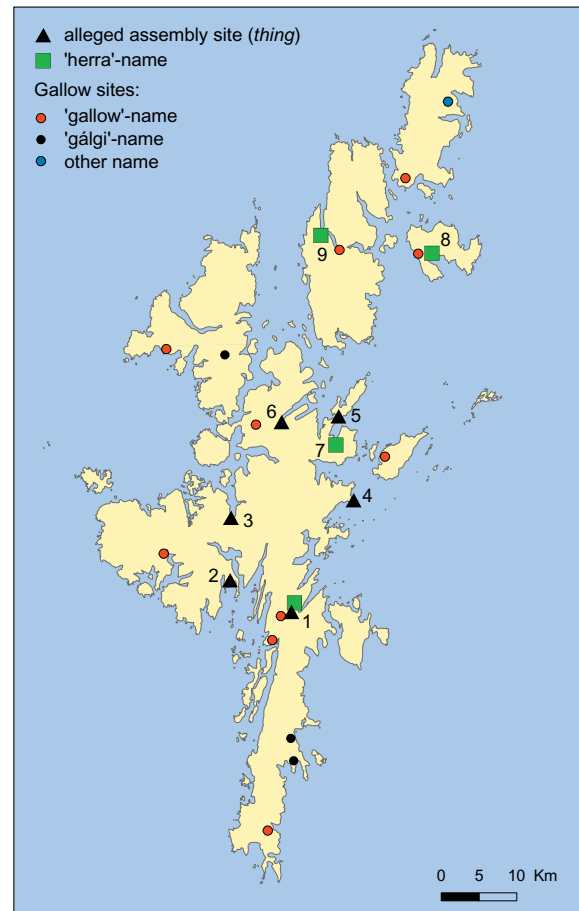 alleged assembly site (thing)
'herra'-name
Gallow sites:
'gallow'-name
'gálgi'-name
other name
8
9
6
5
7
4
3
2
1
0 5 10 Km